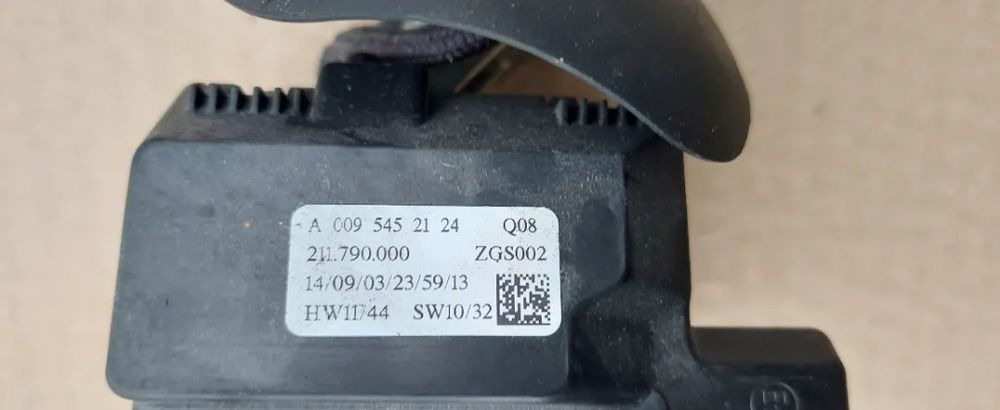 A 009 545 21 24 Q08
211.790.000 ZGS002
14/09/03/23/59/13
HW11/44 SW10/32
E